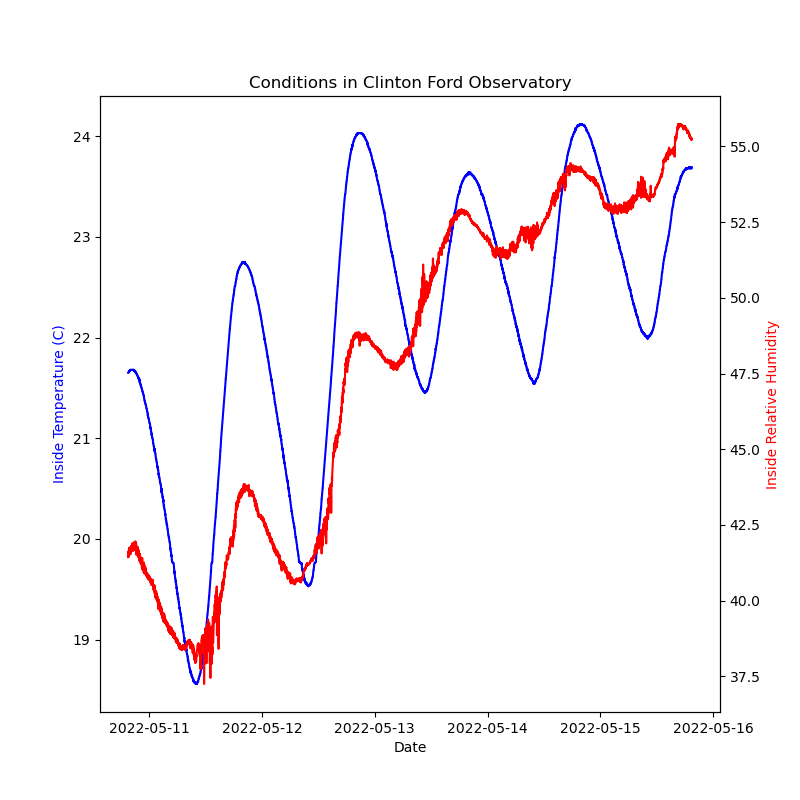 Conditions in Clinton Ford Observatory
Inside Temperature (C)
24
23
22
21
20
19
55.0
52.5
50.0
47.5
45.0
42.5
40.0
37.5
Inside Relative Humidity
2022-05-11 2022-05-12 2022-05-13 2022-05-14 2022-05-15 2022-05-16
Date